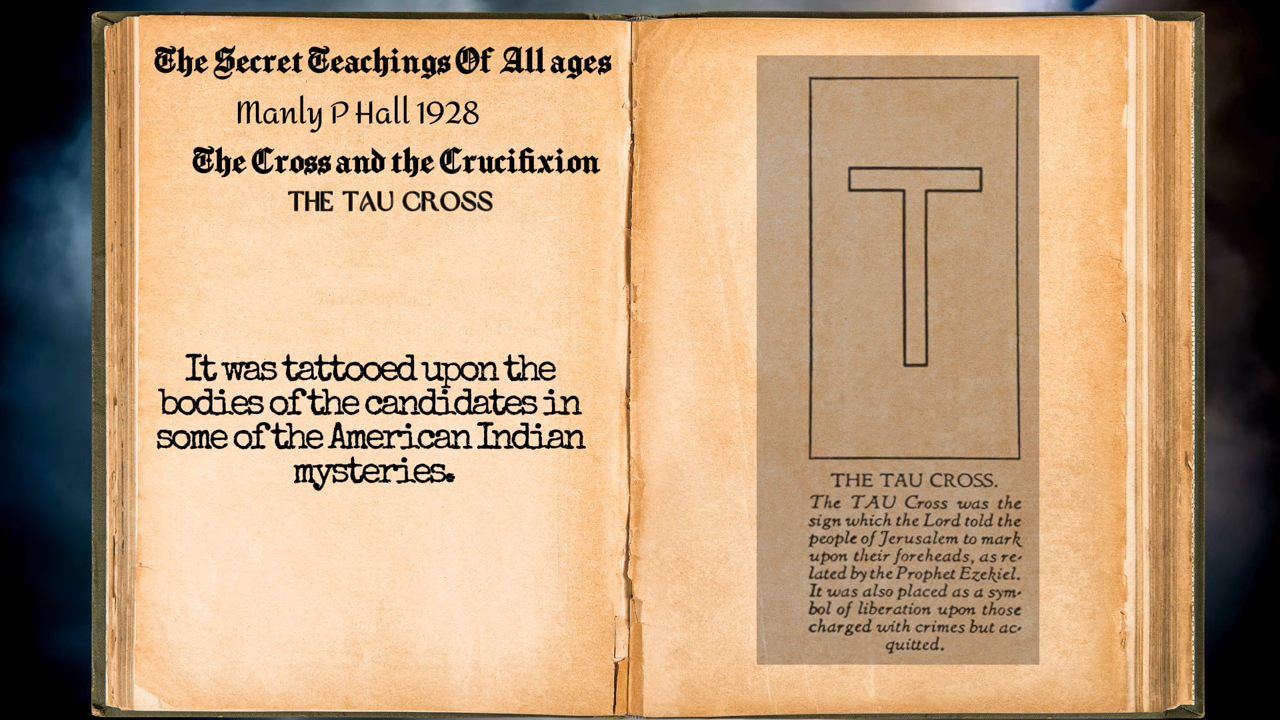 The Secret Teachings Of All ages
Manly P Hall 1928
The Cross and the Crucifixion
THE TAU CROSS
It was tattooed upon the
bodies of the candidates in
some of the American Indian
mysteries.
T
THE TAU CROSS.
The TAU Cross was the
sign which the Lord told the
people of Jerusalem to mark
upon their foreheads, as re-
lated by the Prophet Ezekiel.
It was also placed as a sym-
bol of liberation upon those
charged with crimes but ac-
quitted.